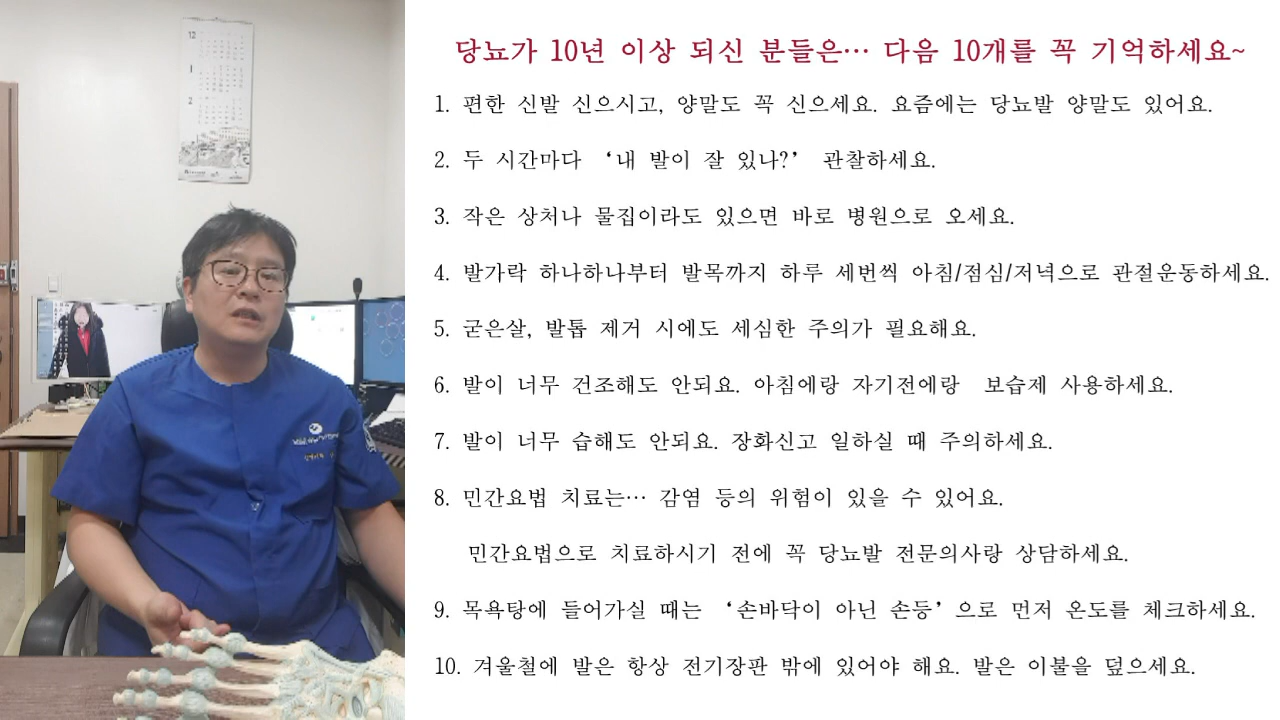 당뇨가 10년 이상 되신 분들은… 다음 10개를 꼭 기억하세요~
1. 편한 신발 신으시고, 양말도 꼭 신으세요. 요즘에는 당뇨발 양말도 있어요.
2. 두 시간마다 ‘내 발이 잘 있나?’ 관찰하세요.
3. 작은 상처나 물집이라도 있으면 바로 병원으로 오세요.
4. 발가락 하나하나부터 발목까지 하루 세번씩 아침/점심/저녁으로 관절운동하세요.
5. 굳은살, 발톱 제거 시에도 세심한 주의가 필요해요.
6. 발이 너무 건조해도 안되요. 아침에랑 자기전에랑  보습제 사용하세요.
7. 발이 너무 습해도 안되요. 장화신고 일하실 때 주의하세요.
8. 민간요법 치료는… 감염 등의 위험이 있을 수 있어요.
민간요법으로 치료하시기 전에 꼭 당뇨발 전문의사랑 상담하세요.
9. 목욕탕에 들어가실 때는 ‘손바닥이 아닌 손등’으로 먼저 온도를 체크하세요.
10. 겨울철에 발은 항상 전기장판 밖에 있어야 해요. 발은 이불을 덮으세요.
12
1
2